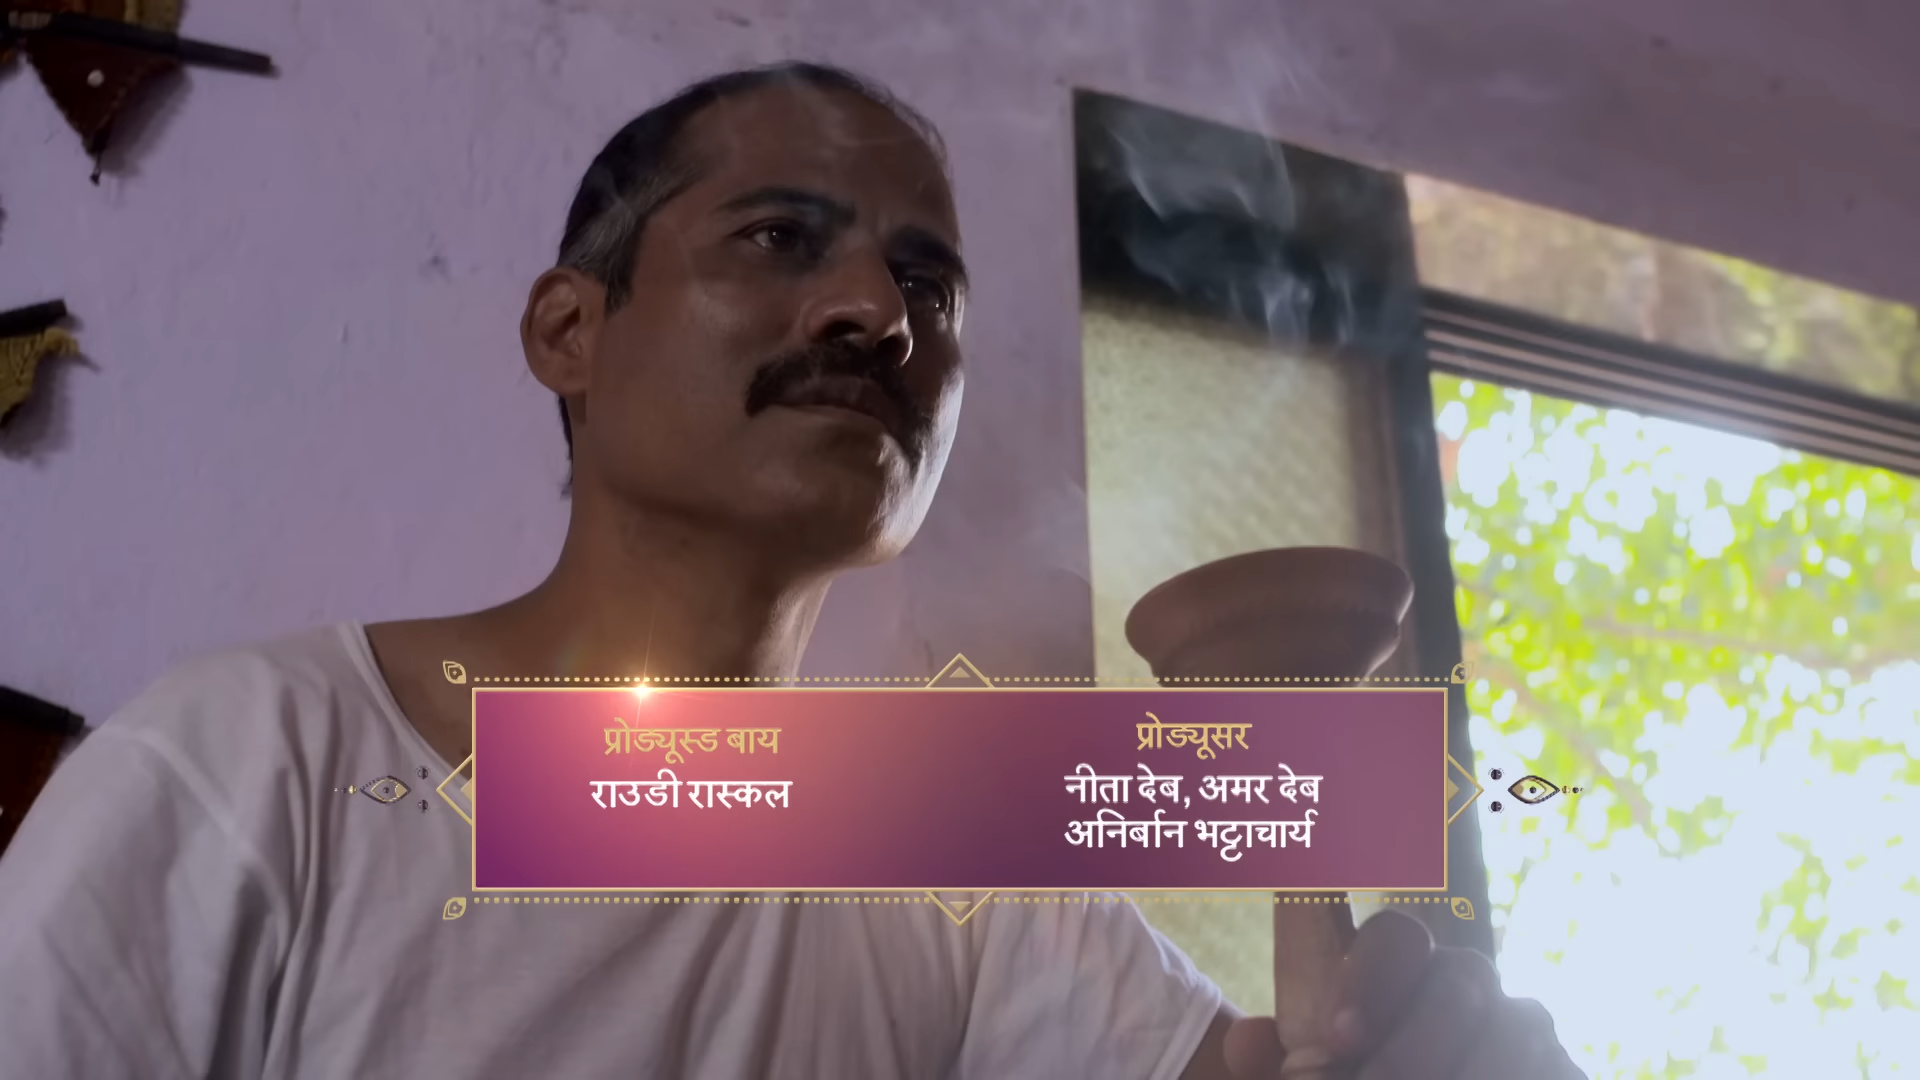 प्रोड्यूस्ड बाय
राउडी रास्कल
प्रोड्यूसर
नीता देब, अमर देब
अनिर्बान भट्टाचार्य